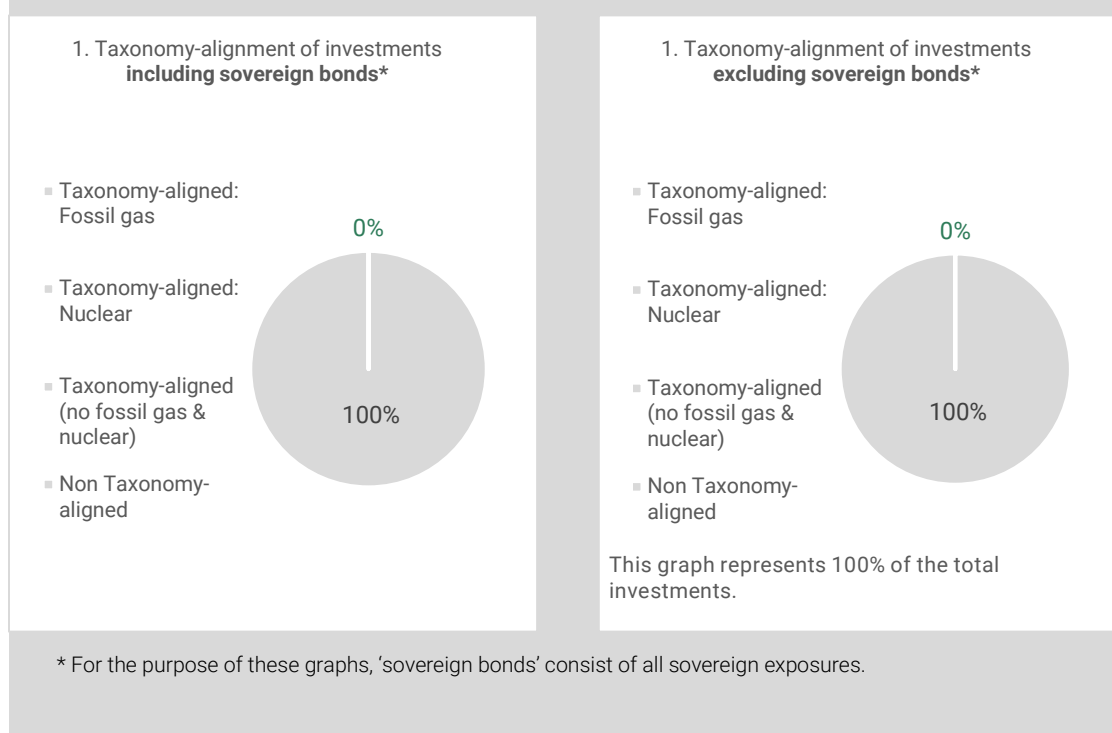 1. Taxonomy-alignment of investments
including sovereign bonds*
Taxonomy-aligned:
Fossil gas
Taxonomy-aligned:
Nuclear
Taxonomy-aligned
(no fossil gas &
nuclear)
Non Taxonomy-
aligned
0%
100%
1. Taxonomy-alignment of investments
excluding sovereign bonds*
Taxonomy-aligned:
Fossil gas
Taxonomy-aligned:
Nuclear
Taxonomy-aligned
(no fossil gas &
nuclear)
Non Taxonomy-
aligned
0%
100%
This graph represents 100% of the total
investments.
* For the purpose of these graphs, ‘sovereign bonds’ consist of all sovereign exposures.